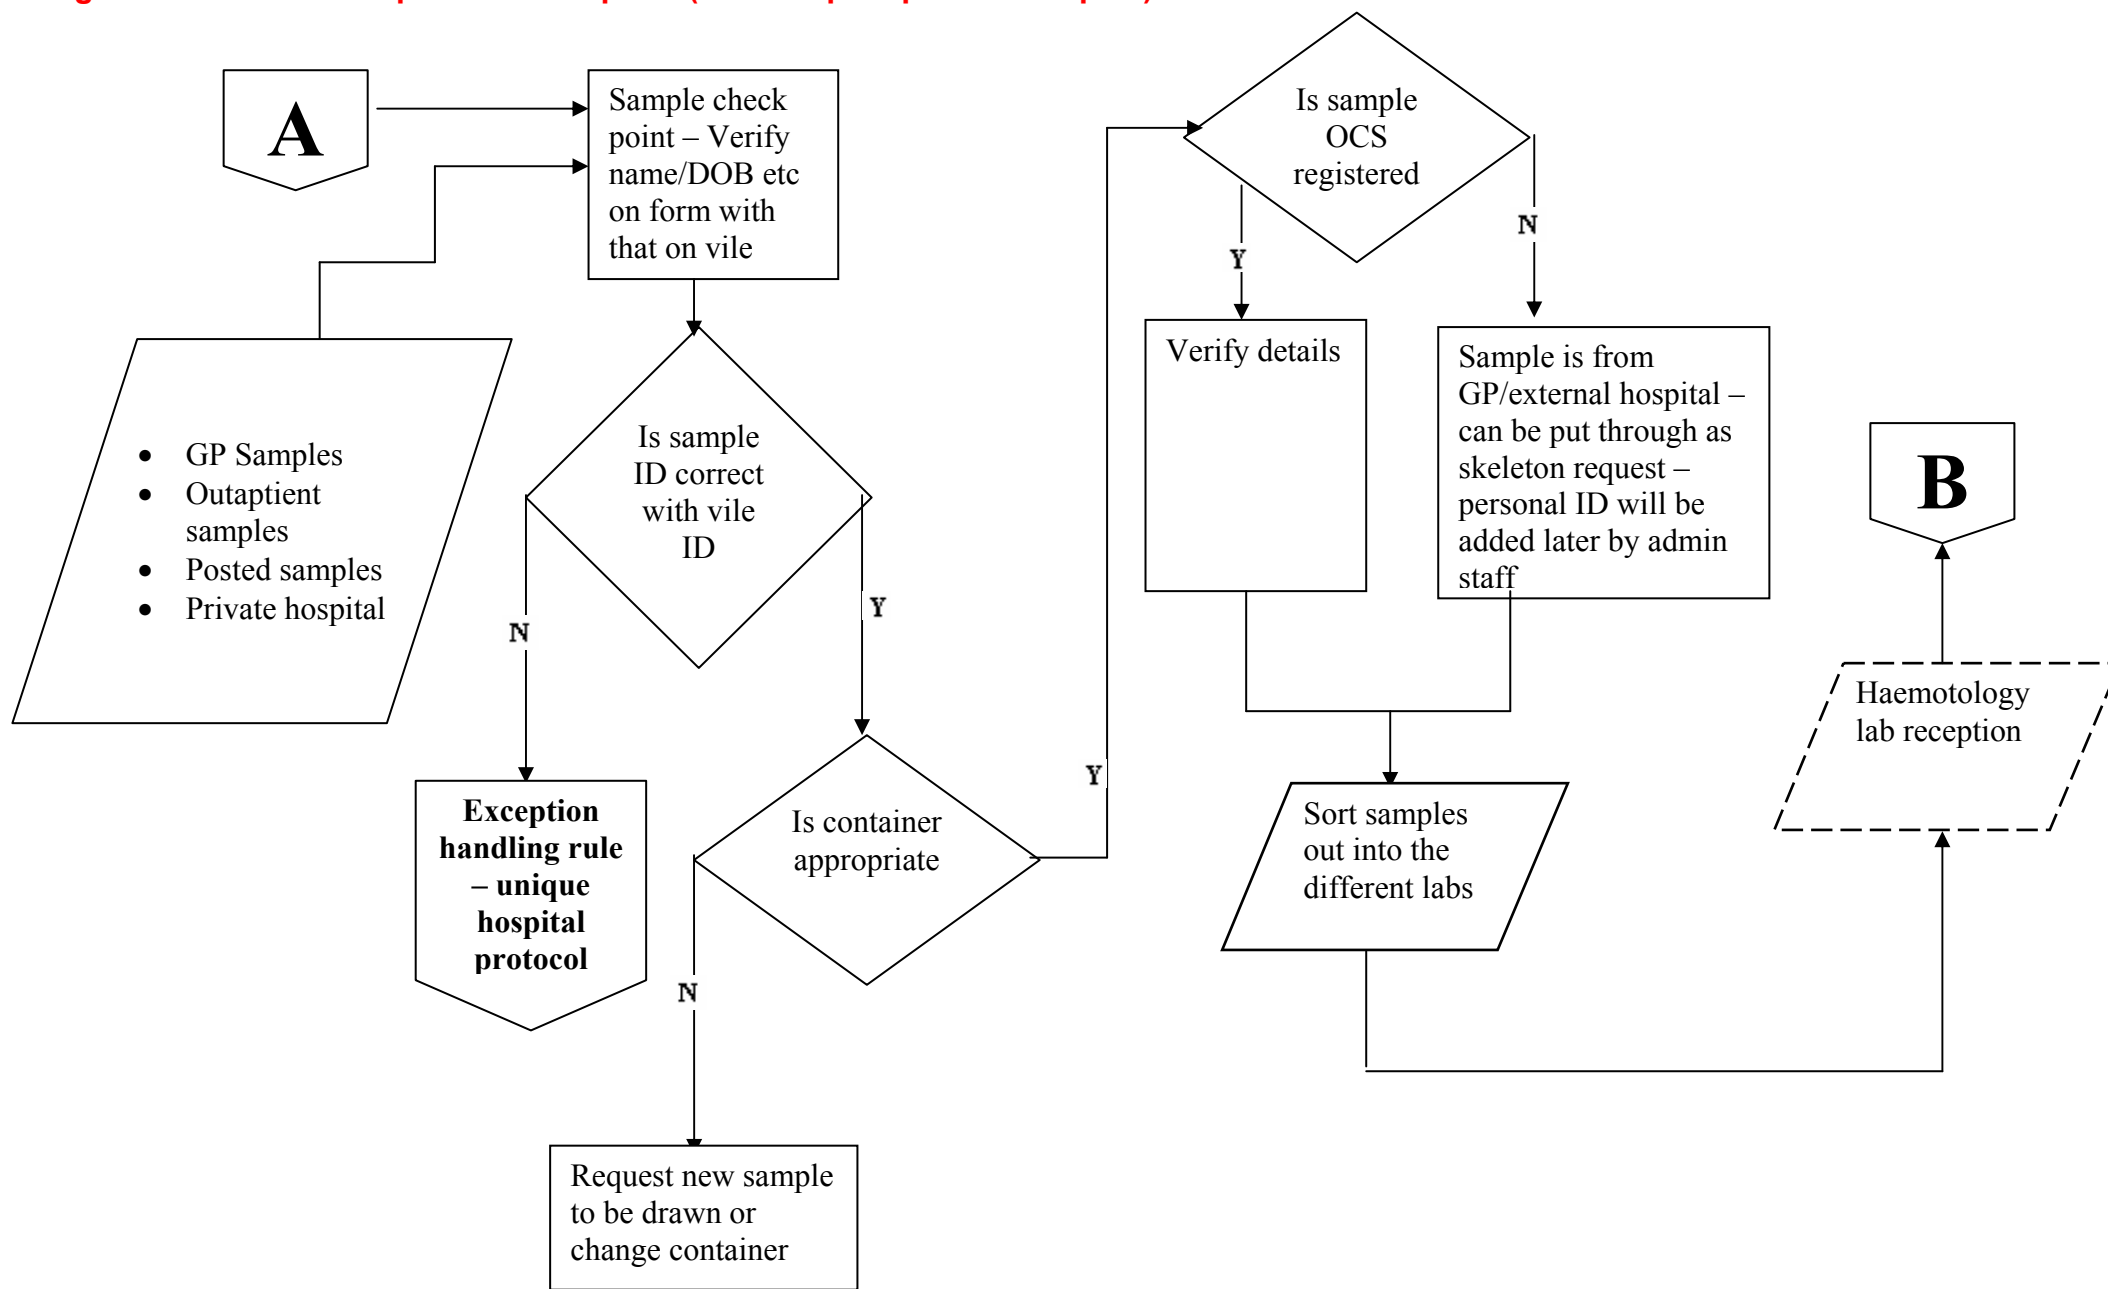 A
Sample check
point – Verify
name/DOB etc
on form with
that on vile
• GP Samples
• Outaptient
samples
• Posted samples
• Private hospital
Is sample
ID correct
with vile
ID
N
Y
Exception
handling rule
– unique
hospital
protocol
Is container
appropriate
N
Y
Request new sample
to be drawn or
change container
Is sample
OCS
registered
Y
N
Verify details
Sample is from
GP/external hospital –
can be put through as
skeleton request –
personal ID will be
added later by admin
staff
Sort samples
out into the
different labs
Haemotology
lab reception
B